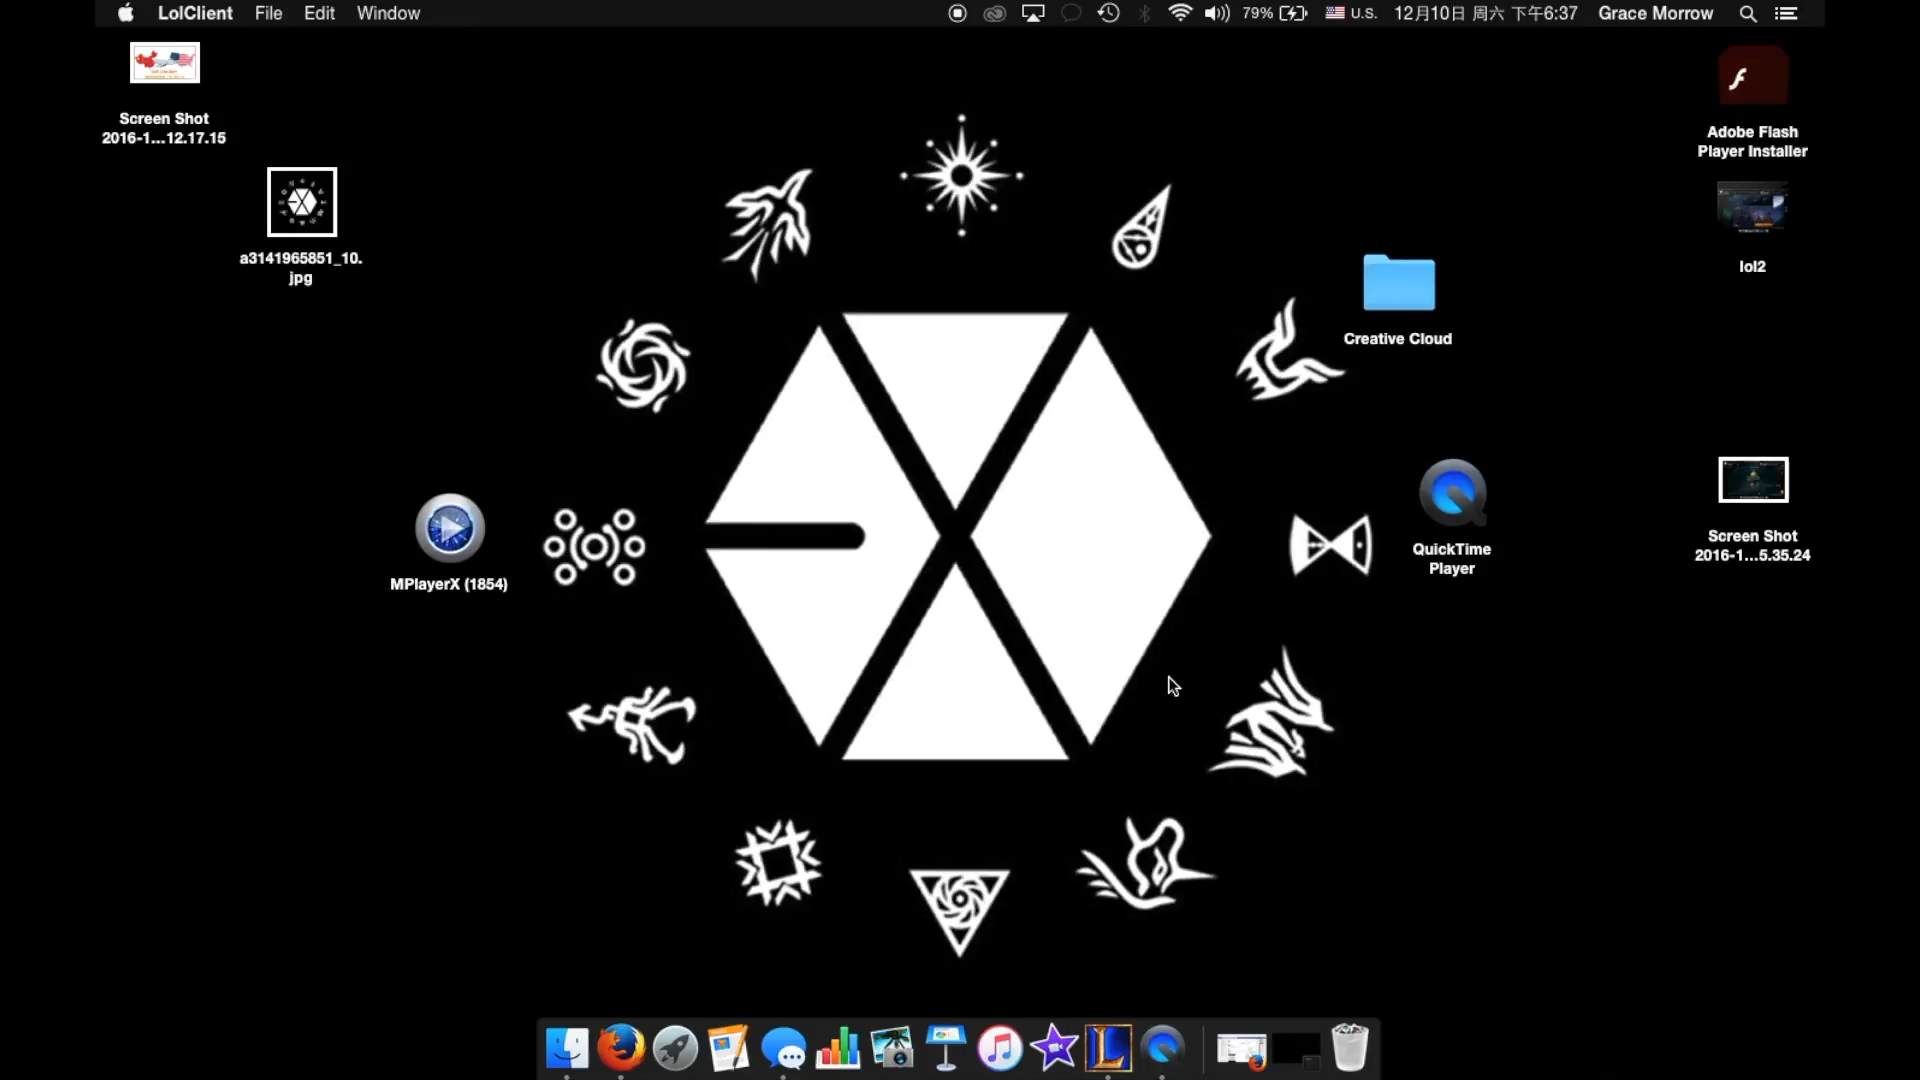 LolClient File Edit Window 79% U.S. 12月10日 周六 下午6:37 Grace Morrow
Screen Shot
2016-1...12.17.15
a3141965851_10.
jpg
Adobe Flash
Player Installer
lol2
Creative Cloud
MPlayerX (1854)
QuickTime
Player
Screen Shot
2016-1...5.35.24